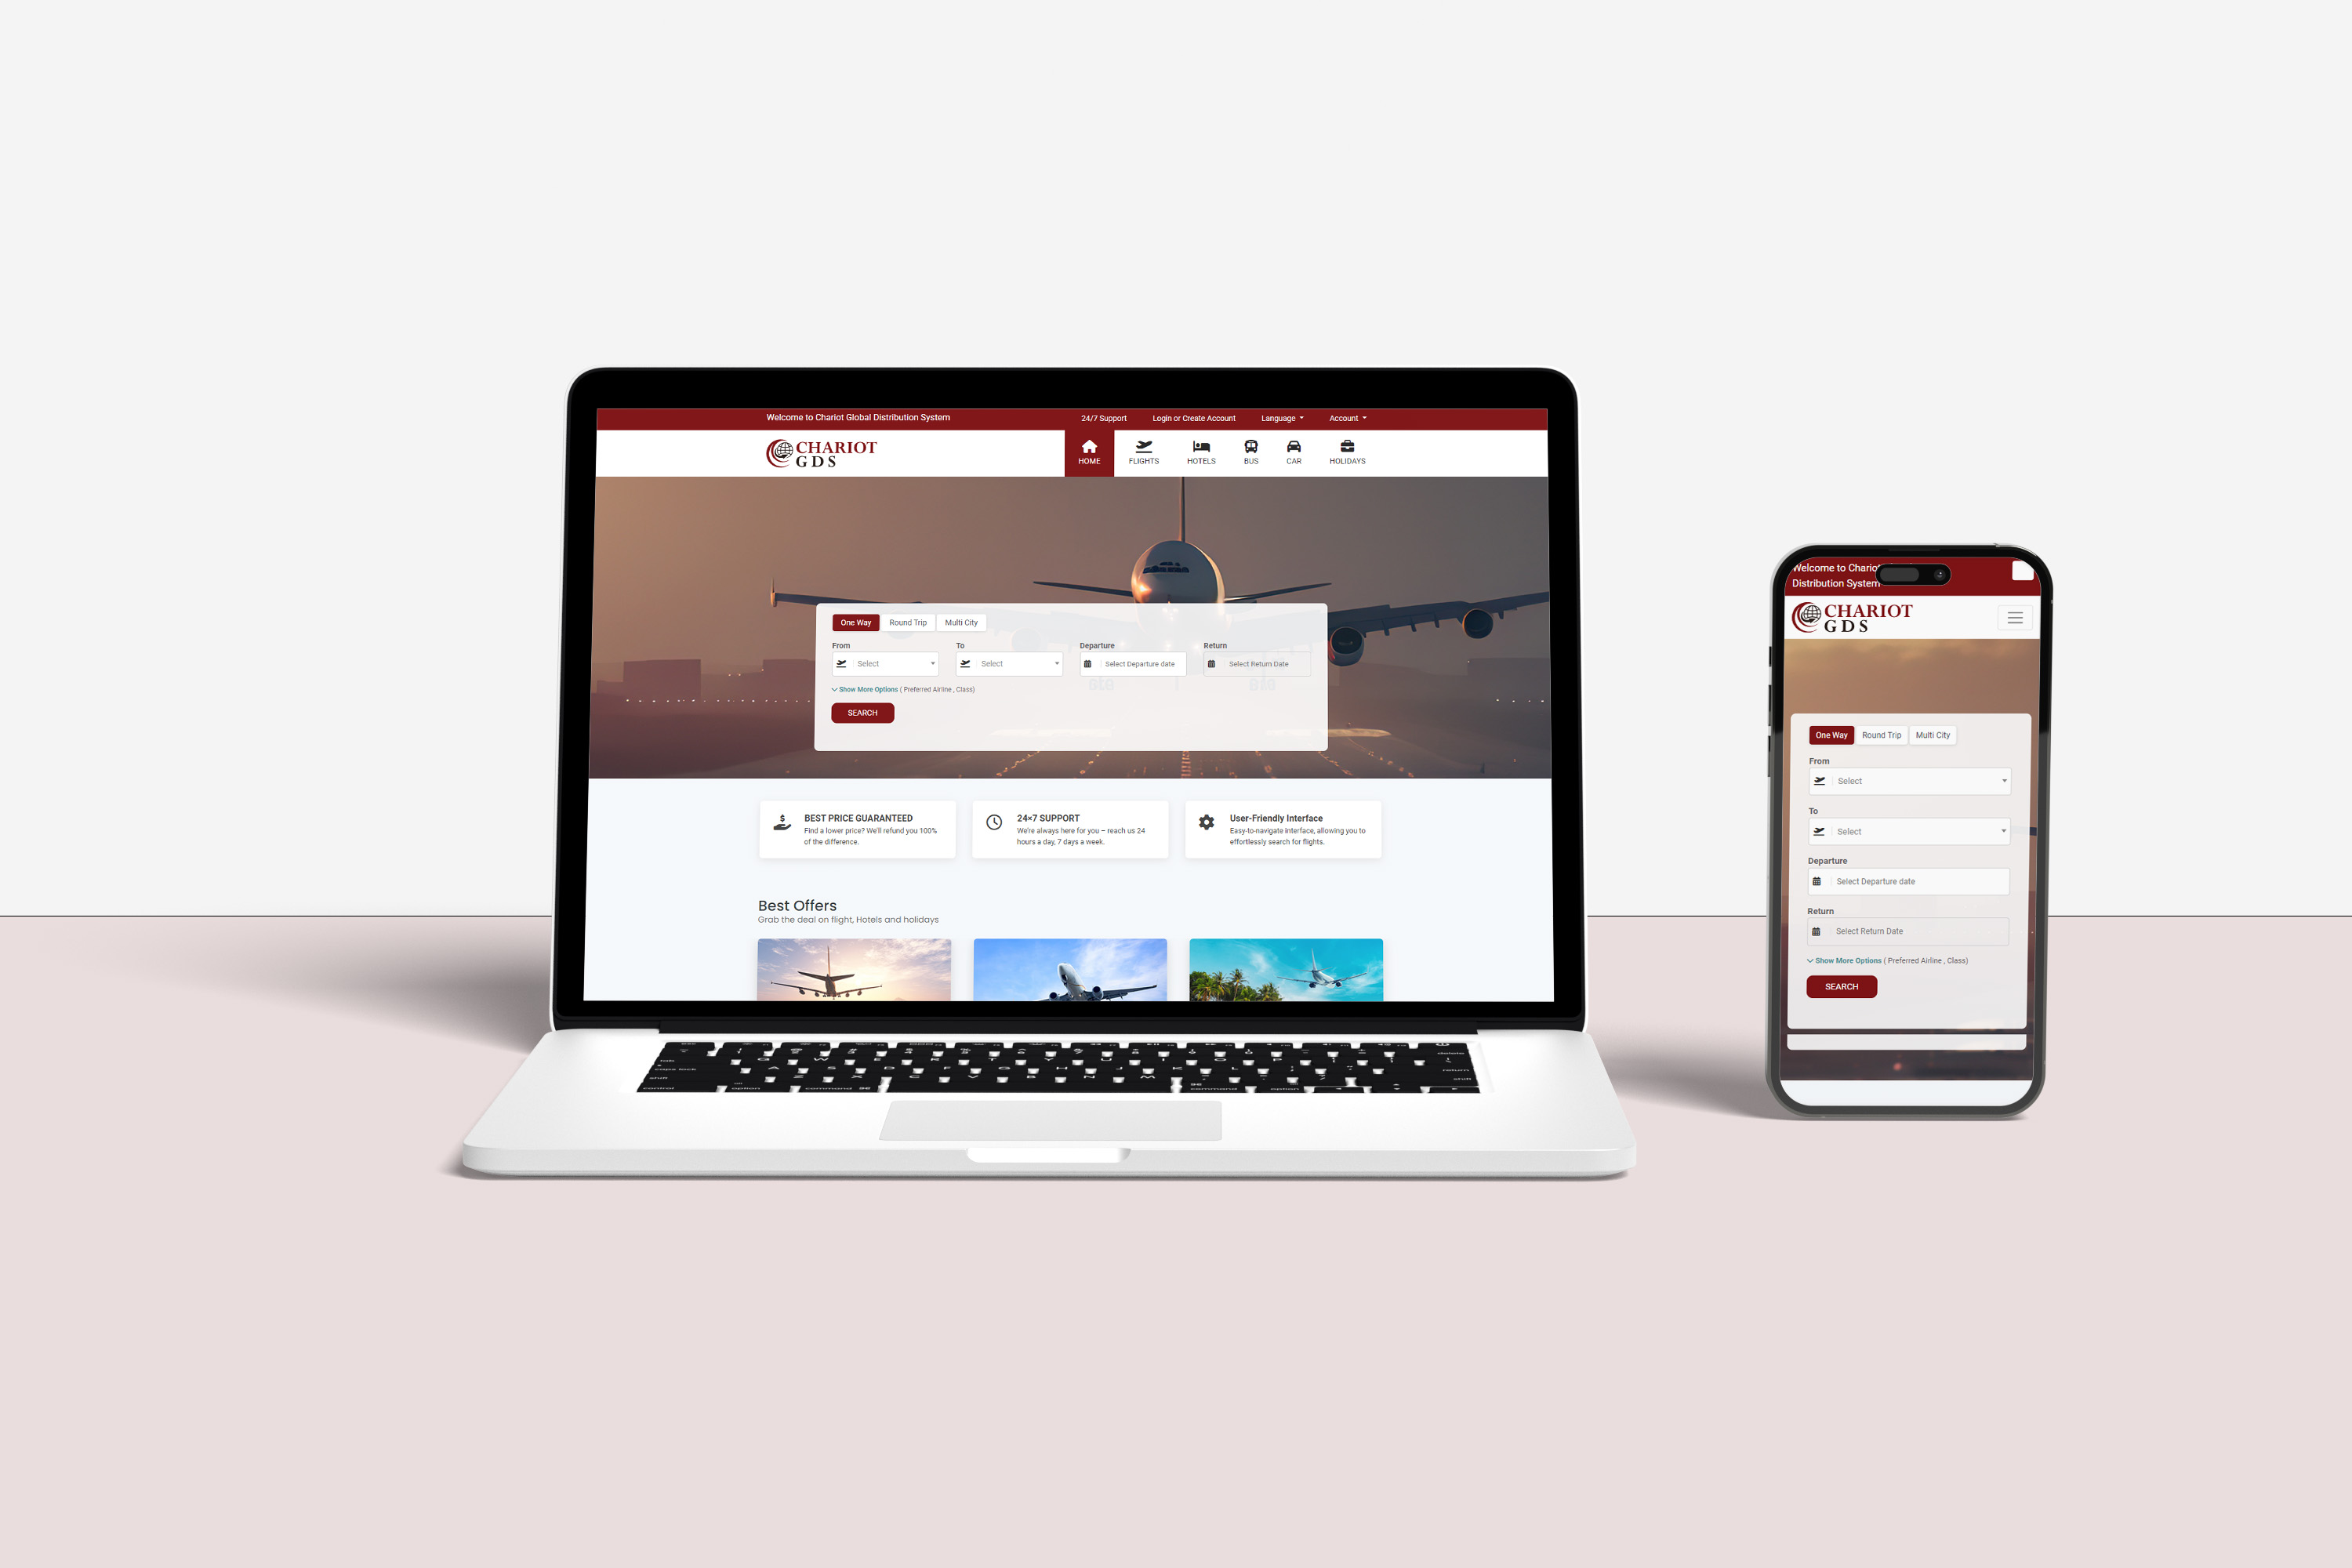 Welcome to Chariot Global Distribution System
24/7 Support
Login or Create Account
Language
Account
CHARIOT
GDS
HOME
FLIGHTS
HOTELS
BUS
CAR
HOLIDAYS
One Way
Round Trip
Multi City
From
To
Departure
Return
Select
Select
Select Departure date
Select Return Date
Show More Options ( Preferred Airline , Class)
SEARCH
BEST PRICE GUARANTEED
Find a lower price? We'll refund you 100%
of the difference.
24×7 SUPPORT
We're always here for you – reach us 24
hours a day, 7 days a week.
User-Friendly Interface
Easy-to-navigate interface, allowing you to
effortlessly search for flights.
Best Offers
Grab the deal on flight, Hotels and holidays
Welcome to Chariot
Distribution System
CHARIOT
GDS
One Way
Round Trip
Multi City
From
Select
To
Select
Departure
Select Departure date
Return
Select Return Date
Show More Options ( Preferred Airline , Class)
SEARCH